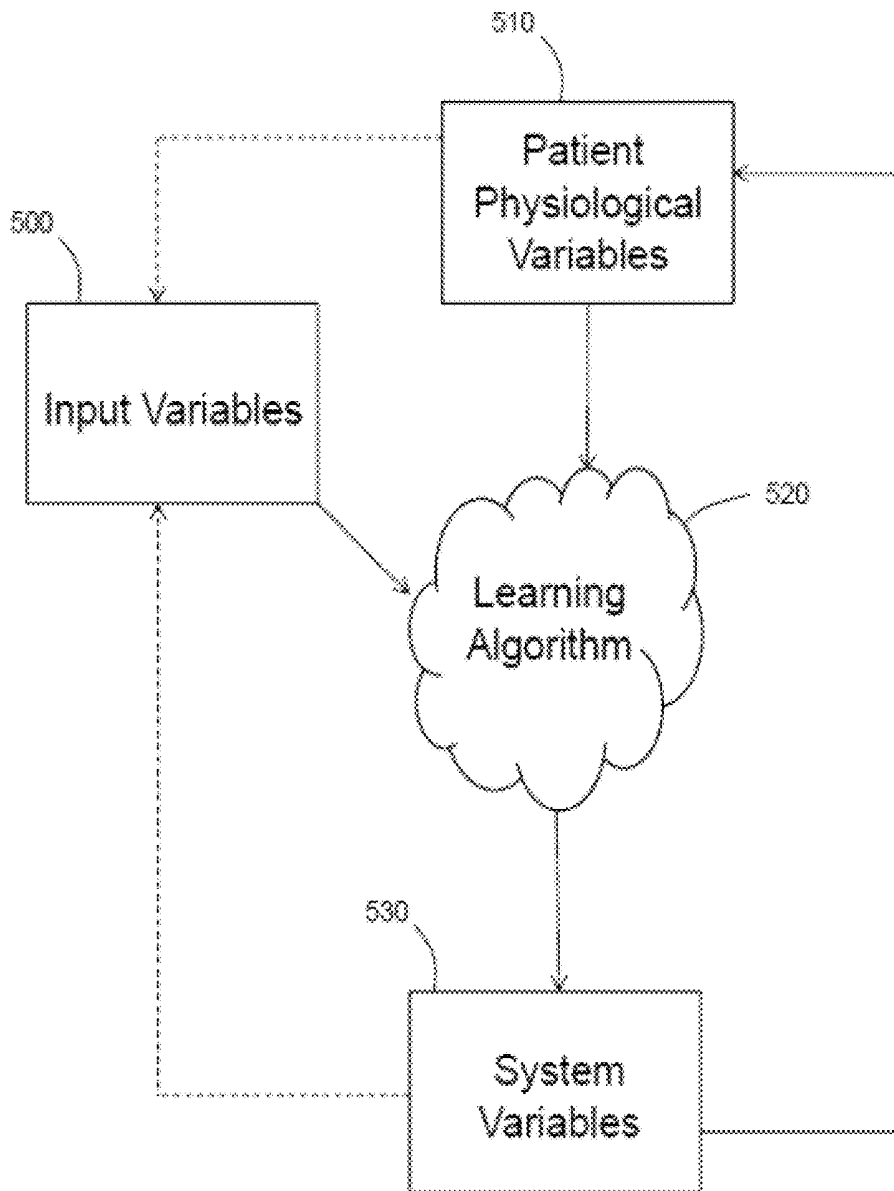 510
Patient
Physiological
Variables
500
Input Variables
520
Learning
Algorithm
530
System
Variables